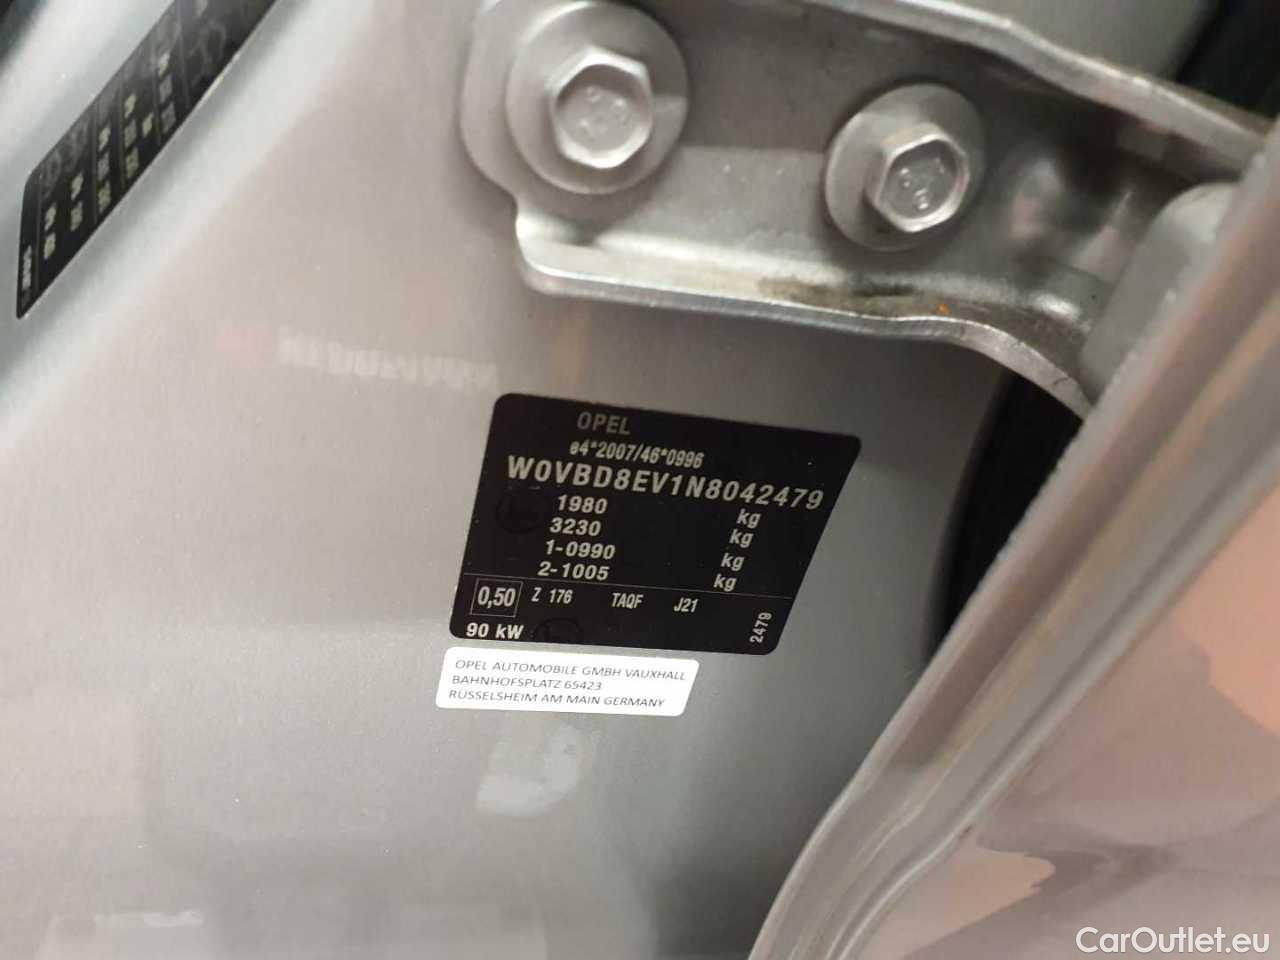 OPEL
e4*2007/46*0996
W0VBD8EV1N8042479
1980 kg
3230 kg
1-0990 kg
2-1005 kg
0,50 Z 176 TAQF J21
90 kW
2479
OPEL AUTOMOBILE GMBH VAUXHALL
BAHNHOFSPLATZ 65423
RUSSELSHEIM AM MAIN GERMANY
CarOutlet.eu